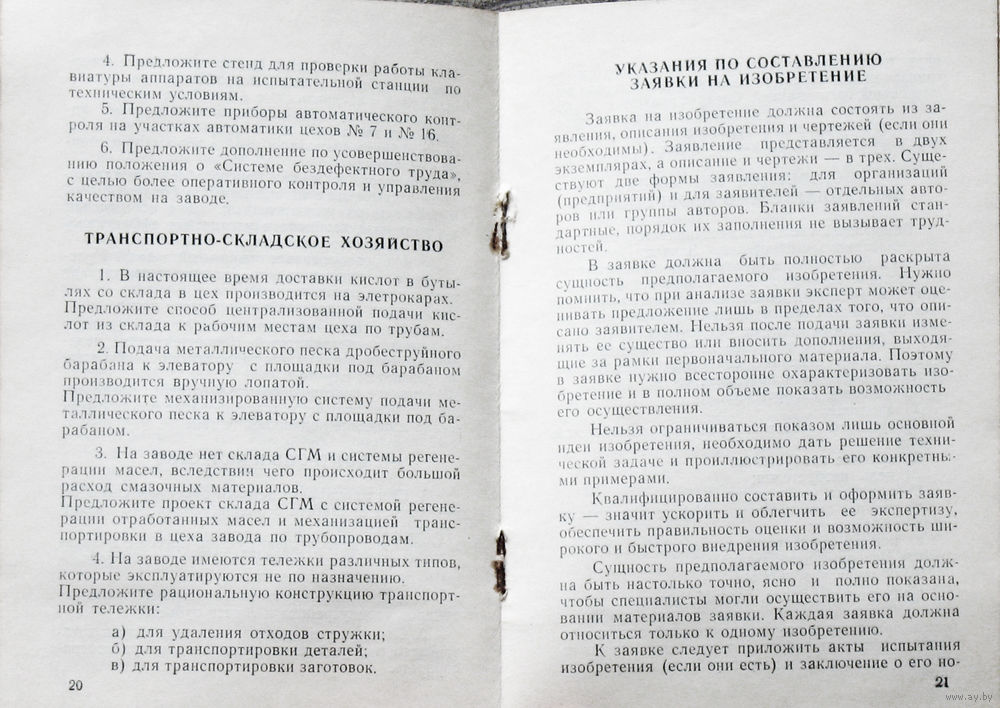 4. Предложите стенд для проверки работы кла-
виатуры аппаратов на испытательной станции по
техническим условиям.
5. Предложите приборы автоматического конт-
роля на участках автоматики цехов № 7 и № 16.
6. Предложите дополнение по усовершенствова-
нию положения о «Системе бездефектного труда»,
с целью более оперативного контроля и управления
качеством на заводе.
ТРАНСПОРТНО-СКЛАДСКОЕ ХОЗЯЙСТВО
1. В настоящее время доставки кислот в буты-
лях со склада в цех производится на элетрокарах.
Предложите способ централизованной подачи кис-
лот из склада к рабочим местам цеха по трубам.
2. Подача металлического песка дробеструйного
барабана к элеватору с площадки под барабаном
производится вручную лопатой.
Предложите механизированную систему подачи ме-
таллического песка к элеватору с площадки под ба-
рабаном.
3. На заводе нет склада СГМ и системы регене-
рации масел, вследствии чего происходит большой
расход смазочных материалов.
Предложите проект склада СГМ с системой регене-
рации отработанных масел и механизацией транс-
портировки в цеха завода по трубопроводам.
4. На заводе имеются тележки различных типов,
которые эксплуатируются не по назначению.
Предложите рациональную конструкцию транспорт-
ной тележки:
а) для удаления отходов стружки;
б) для транспортировки деталей;
в) для транспортировки заготовок.
20
УКАЗАНИЯ ПО СОСТАВЛЕНИЮ
ЗАЯВКИ НА ИЗОБРЕТЕНИЕ
Заявка на изобретение должна состоять из за-
явления, описания изобретения и чертежей (если они
необходимы). Заявление представляется в двух
экземплярах, а описание и чертежи — в трех. Суще-
ствуют две формы заявления: для организаций
(предприятий) и для заявителей — отдельных авто-
ров или группы авторов. Бланки заявлений стан-
дартные, порядок их заполнения не вызывает труд-
ностей.
В заявке должна быть полностью раскрыта
сущность предполагаемого изобретения. Нужно
помнить, что при анализе заявки эксперт может оце-
нивать предложение лишь в пределах того, что опи-
сано заявителем. Нельзя после подачи заявки изме-
нять ее существо или вносить дополнения, выходя-
щие за рамки первоначального материала. Поэтому
в заявке нужно всесторонне охарактеризовать изо-
бретение и в полном объеме показать возможность
его осуществления.
Нельзя ограничиваться показом лишь основной
идеи изобретения, необходимо дать решение техни-
ческой задаче и проиллюстрировать его конкретны-
ми примерами.
Квалифицированно составить и оформить заяв-
ку — значит ускорить и облегчить ее экспертизу,
обеспечить правильность оценки и возможность ши-
рокого и быстрого внедрения изобретения.
Сущность предполагаемого изобретения долж-
на быть настолько точно, ясно и полно показана,
чтобы специалисты могли осуществить его на осно-
вании материалов заявки. Каждая заявка должна
относиться только к одному изобретению.
К заявке следует приложить акты испытания
изобретения (если они есть) и заключение о его но-
21
www.ay.by